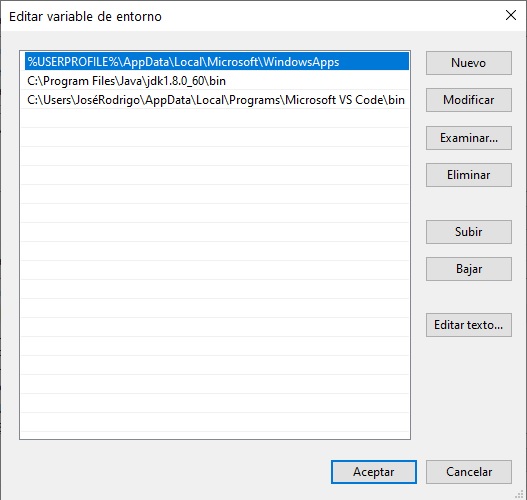 Editar variable de entorno
%USERPROFILE%\AppData\Local\Microsoft\WindowsApps
C:\Program Files\Java\jdk1.8.0_60\bin
C:\Users\JoséRodrigo\AppData\Local\Programs\Microsoft VS Code\bin
Nuevo
Modificar
Examinar...
Eliminar
Subir
Bajar
Editar texto...
Aceptar
Cancelar